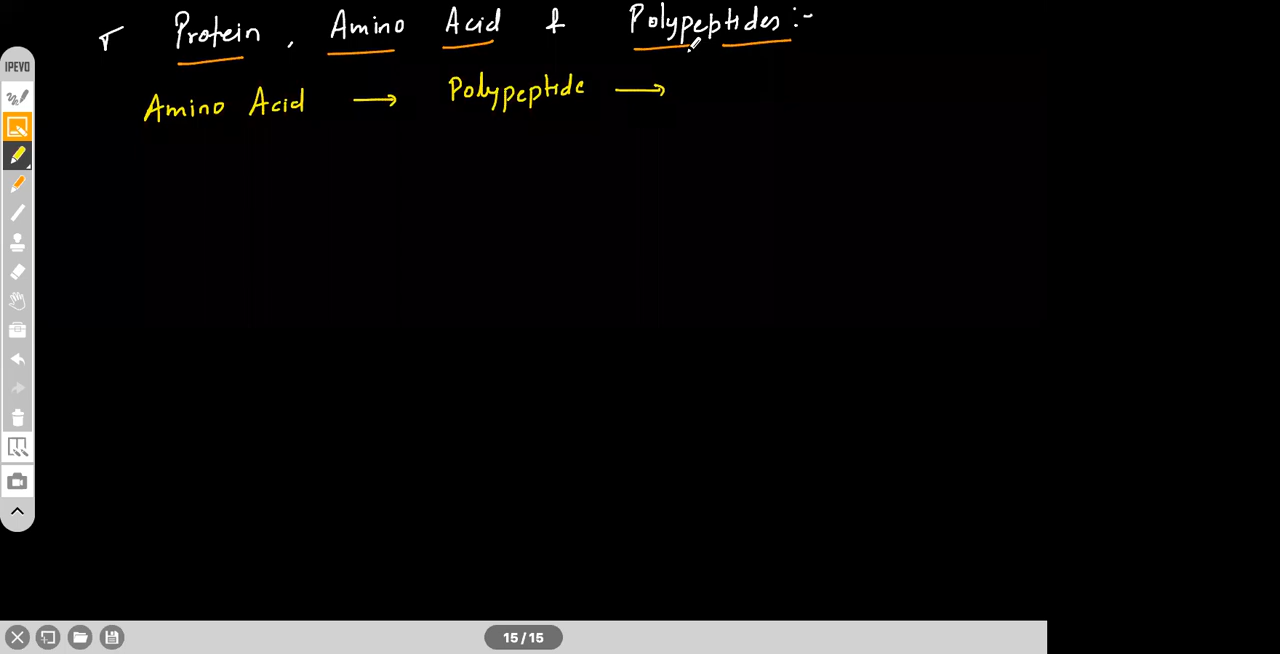 Protein, Amino Acid & Polypeptides :-
Amino Acid → Polypeptide →
IPEVO
15/15